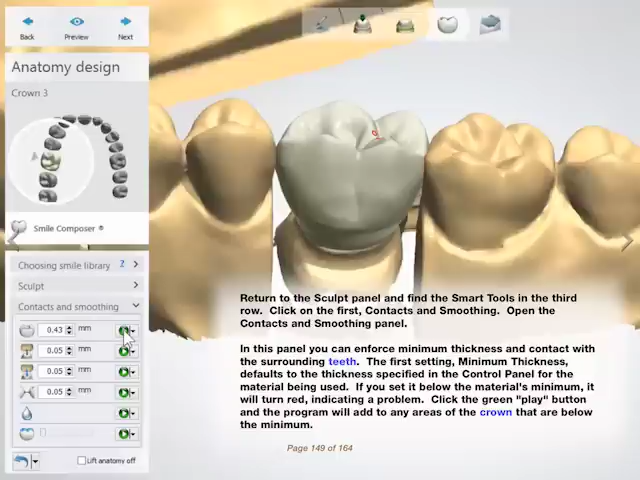 Back
Preview
Next
Anatomy design
Crown 3
Smile Composer ®
Choosing smile library ?
Sculpt
Contacts and smoothing
0.43 mm
0.05 mm
0.05 mm
0.05 mm
Lift anatomy off
0
Return to the Sculpt panel and find the Smart Tools in the third
row. Click on the first, Contacts and Smoothing. Open the
Contacts and Smoothing panel.
In this panel you can enforce minimum thickness and contact with
the surrounding teeth. The first setting, Minimum Thickness,
defaults to the thickness specified in the Control Panel for the
material being used. If you set it below the material's minimum, it
will turn red, indicating a problem. Click the green "play" button
and the program will add to any areas of the crown that are below
the minimum.
Page 149 of 164